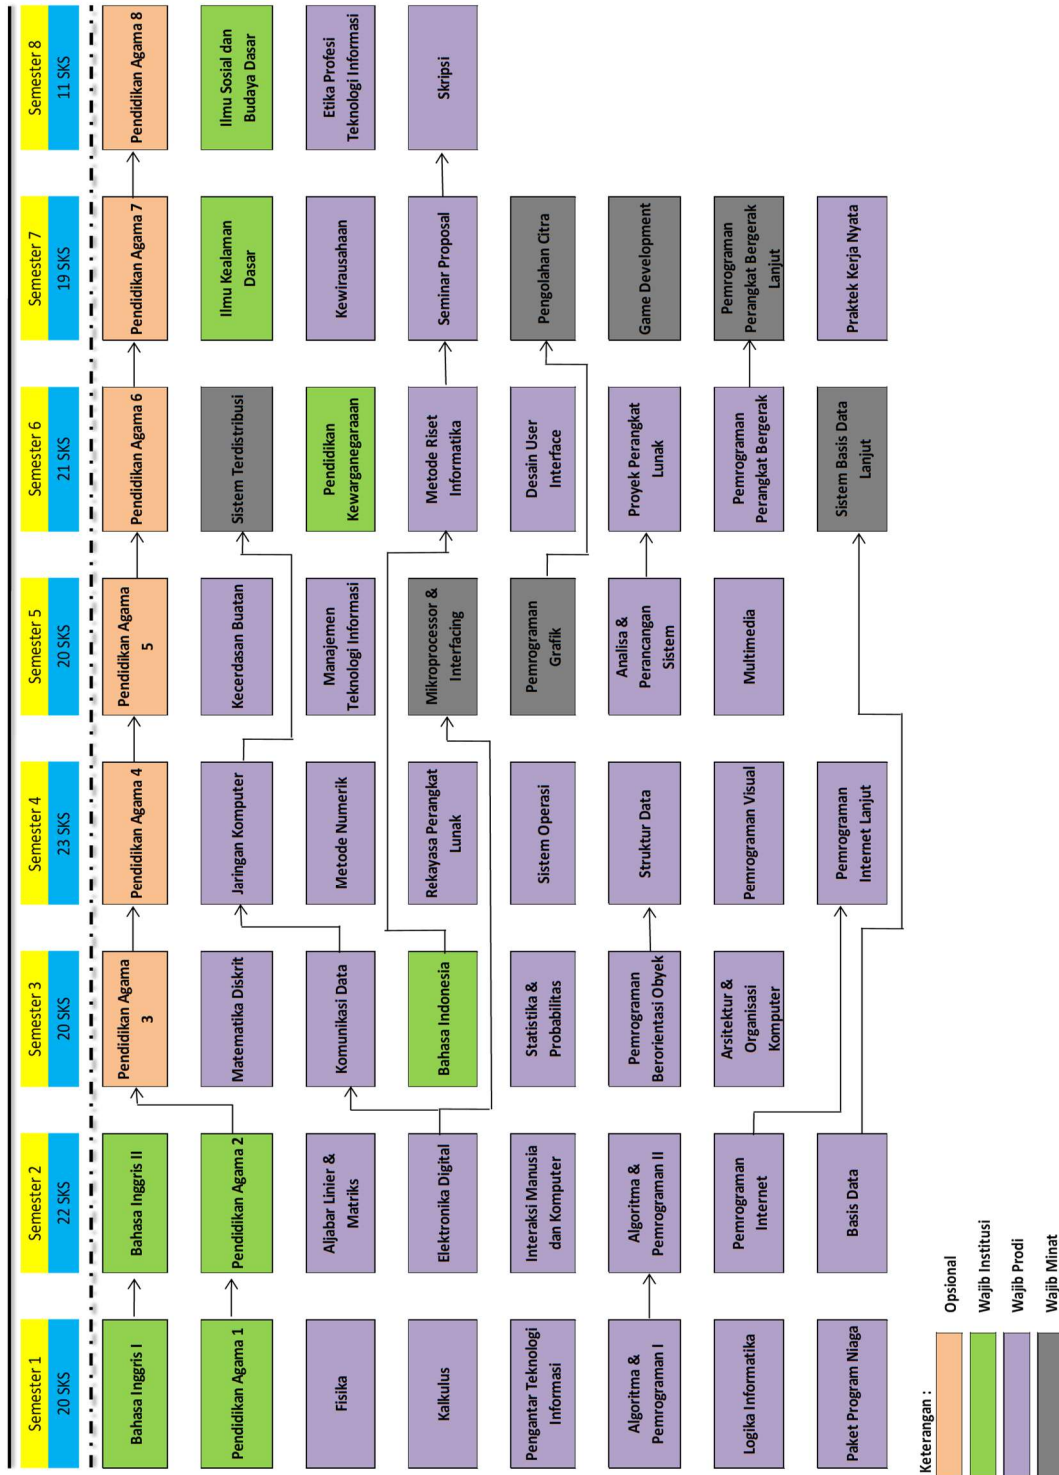 Semester 1
20 SKS
Bahasa Inggris I
Pendidikan Agama 1
Fisika
Kalkulus
Pengantar Teknologi
Informasi
Algoritma &
Pemrograman I
Logika Informatika
Paket Program Niaga
Semester 2
22 SKS
Bahasa Inggris II
Pendidikan Agama 2
Aljabar Linier &
Matriks
Elektronika Digital
Interaksi Manusia
dan Komputer
Algoritma &
Pemrograman II
Pemrograman
Internet
Basis Data
Semester 3
20 SKS
Pendidikan Agama
3
Matematika Diskrit
Komunikasi Data
Bahasa Indonesia
Statistika &
Probabilitas
Pemrograman
Berorientasi Obyek
Arsitektur &
Organisasi
Komputer
Semester 4
23 SKS
Pendidikan Agama 4
Jaringan Komputer
Metode Numerik
Rekayasa Perangkat
Lunak
Sistem Operasi
Struktur Data
Pemrograman Visual
Pemrograman
Internet Lanjut
Semester 5
20 SKS
Pendidikan Agama
5
Kecerdasan Buatan
Manajemen
Teknologi Informasi
Mikroprocessor &
Interfacing
Pemrograman
Grafik
Analisa &
Perancangan
Sistem
Multimedia
Semester 6
21 SKS
Pendidikan Agama 6
Sistem Terdistribusi
Pendidikan
Kewarganegaraaan
Metode Riset
Informatika
Desain User
Interface
Proyek Perangkat
Lunak
Pemrograman
Perangkat Bergerak
Sistem Basis Data
Lanjut
Semester 7
19 SKS
Pendidikan Agama 7
Ilmu Kealaman
Dasar
Kewirausahaan
Seminar Proposal
Pengolahan Citra
Game Development
Pemrograman
Perangkat Bergerak
Lanjut
Praktek Kerja Nyata
Semester 8
11 SKS
Pendidikan Agama 8
Ilmu Sosial dan
Budaya Dasar
Etika Profesi
Teknologi Informasi
Skripsi
Keterangan :
Opsional
Wajib Institusi
Wajib Prodi
Wajib Minat